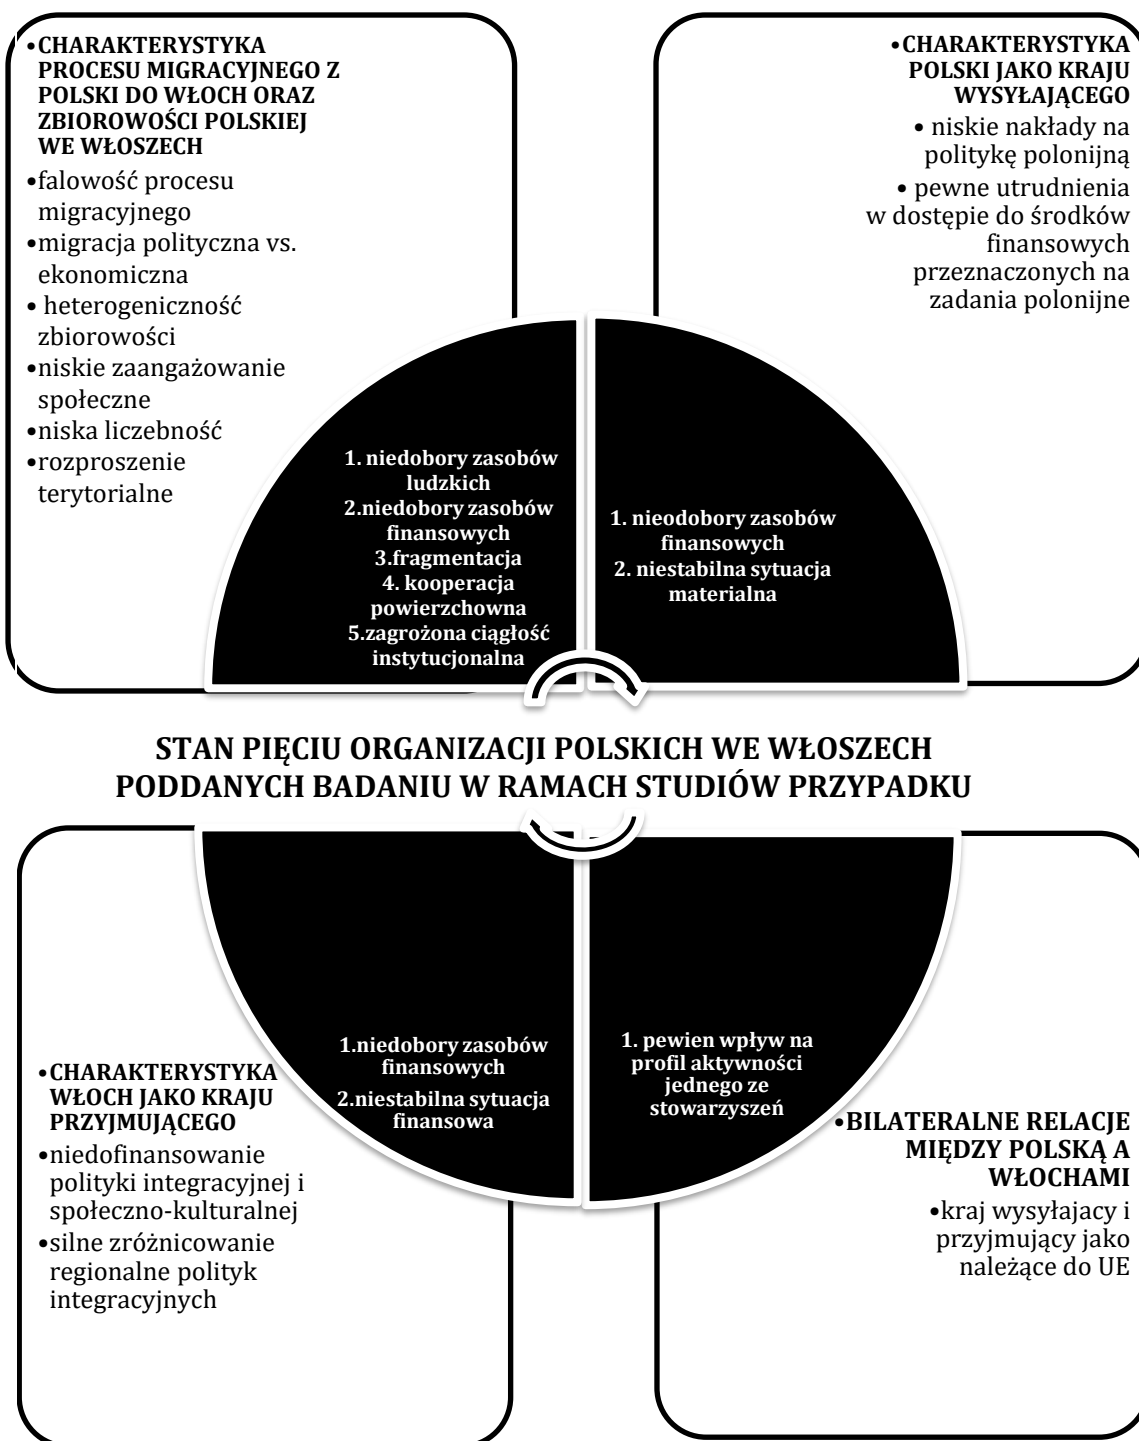 •CHARAKTERYSTYKA
PROCESU MIGRACYJNEGO Z
POLSKI DO WŁOCH ORAZ
ZBIOROWOŚCI POLSKIEJ
WE WŁOSZECH
•falowość procesu
migracyjnego
•migracja polityczna vs.
ekonomiczna
• heterogeniczność
zbiorowości
•niskie zaangażowanie
społeczne
•niska liczebność
•rozproszenie
terytorialne
•CHARAKTERYSTYKA
POLSKI JAKO KRAJU
WYSYŁAJĄCEGO
• niskie nakłady na
politykę polonijną
• pewne utrudnienia
w dostępie do środków
finansowych
przeznaczonych na
zadania polonijne
1. niedobory zasobów
ludzkich
2.niedobory zasobów
finansowych
3.fragmentacja
4. kooperacja
powierzchowna
5.zagrożona ciągłość
instytucjonalna
1. nieodobory zasobów
finansowych
2. niestabilna sytuacja
materialna
STAN PIĘCIU ORGANIZACJI POLSKICH WE WŁOSZECH
PODDANYCH BADANIU W RAMACH STUDIÓW PRZYPADKU
1.niedobory zasobów
finansowych
2.niestabilna sytuacja
finansowa
1. pewien wpływ na
profil aktywności
jednego ze
stowarzyszeń
•CHARAKTERYSTYKA
WŁOCH JAKO KRAJU
PRZYJMUJĄCEGO
•niedofinansowanie
polityki integracyjnej i
społeczno-kulturalnej
•silne zróżnicowanie
regionalne polityk
integracyjnych
•BILATERALNE RELACJE
MIĘDZY POLSKĄ A
WŁOCHAMI
•kraj wysyłajacy i
przyjmujący jako
należące do UE